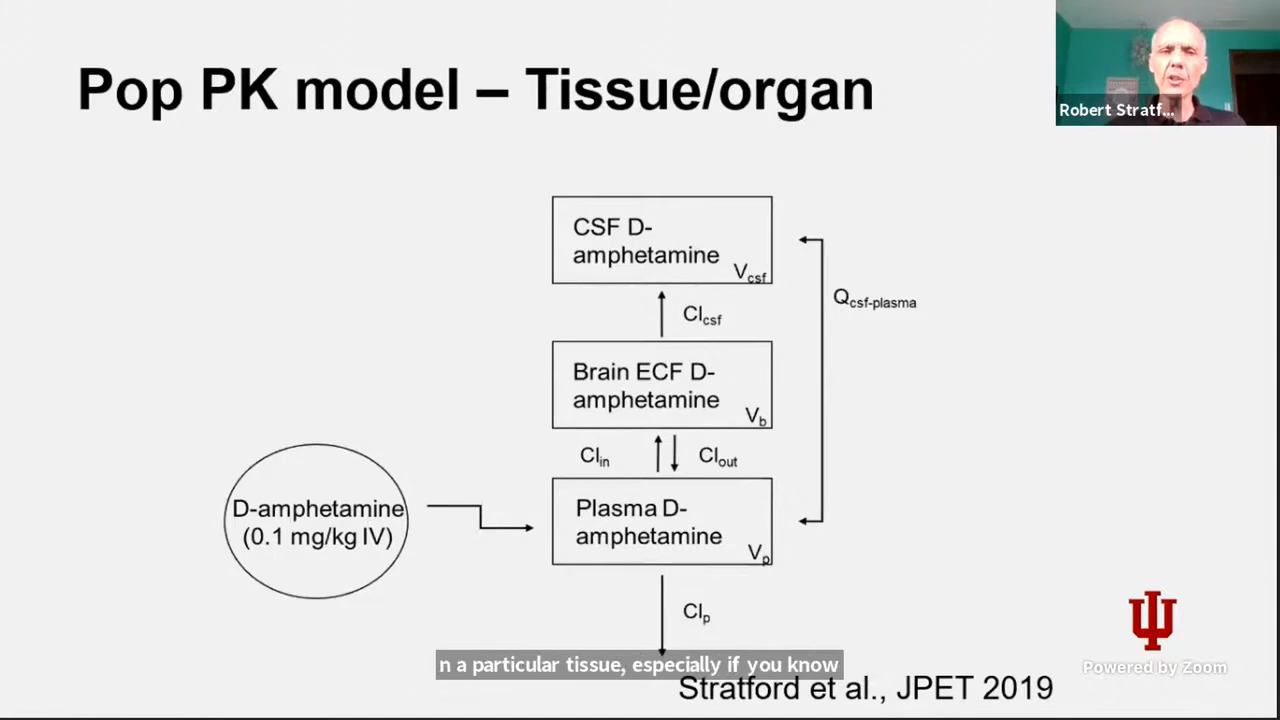 Pop PK model – Tissue/organ
Robert Stratf...
CSF D-
amphetamine
Vcsf
Clcsf
Qcsf-plasma
Brain ECF D-
amphetamine
Vb
Clin
Clout
D-amphetamine
(0.1 mg/kg IV)
Plasma D-
amphetamine
Vp
Clp
n a particular tissue, especially if you know
Powered by Zoom
Stratford et al., JPET 2019